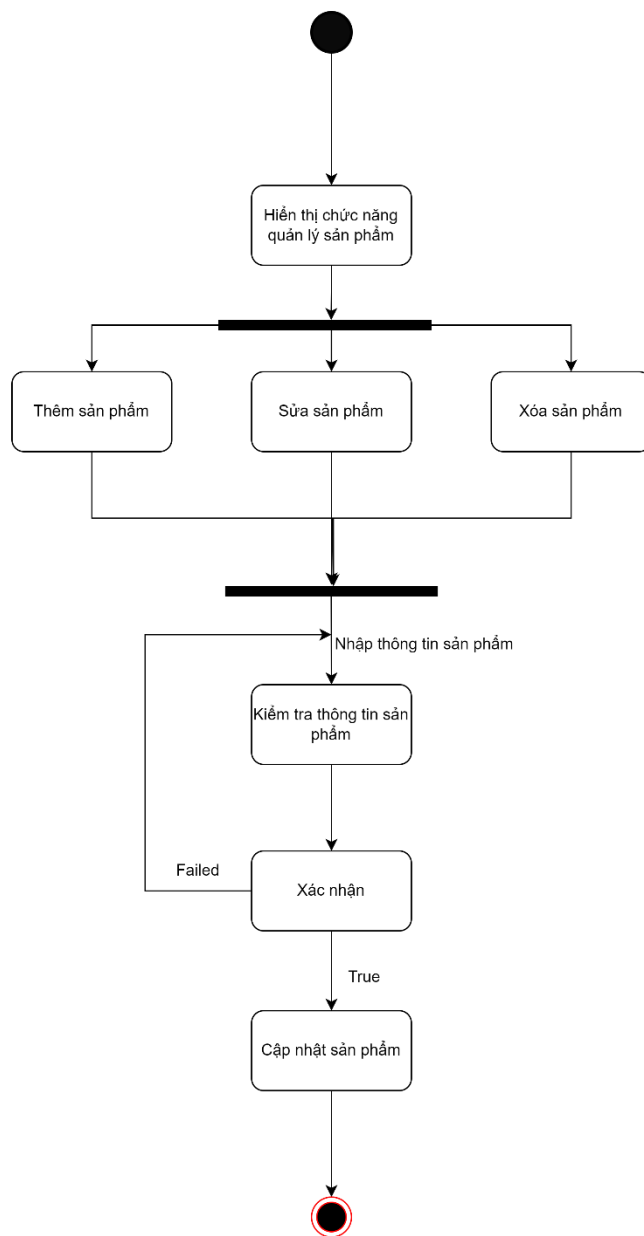 Hiển thị chức năng
quản lý sản phẩm
Thêm sản phẩm
Sửa sản phẩm
Xóa sản phẩm
Nhập thông tin sản phẩm
Kiểm tra thông tin sản
phẩm
Failed
Xác nhận
True
Cập nhật sản phẩm